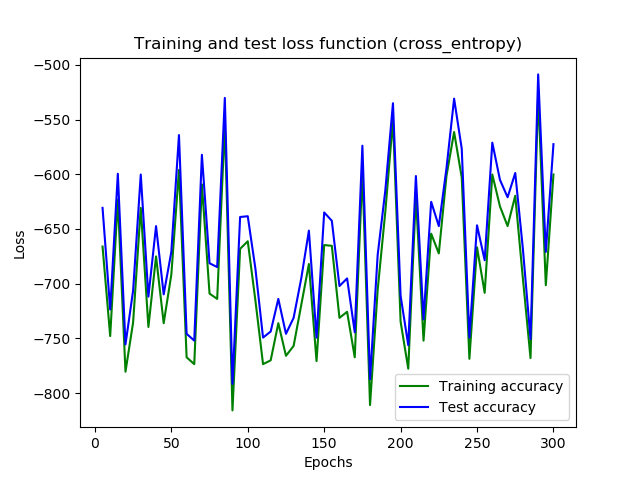 Training and test loss function (cross_entropy)
−500
−550
−600
−650
−700
−750
−800
Loss
Training accuracy
Test accuracy
0 50 100 150 200 250 300
Epochs